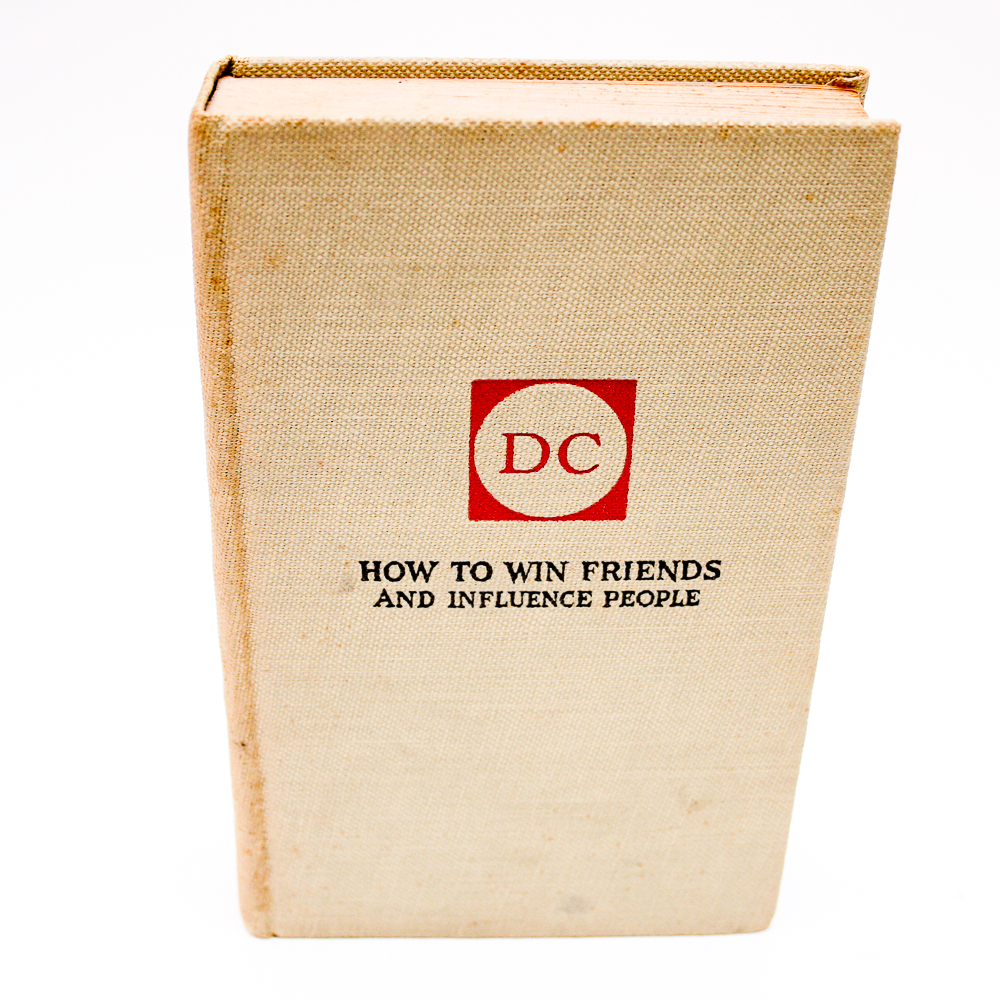 DC
HOW TO WIN FRIENDS
AND INFLUENCE PEOPLE